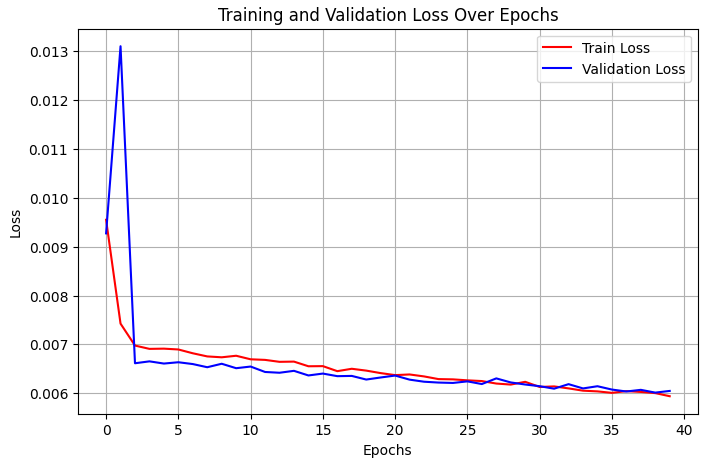 Training and Validation Loss Over Epochs
Train Loss
Validation Loss
Loss
0.013
0.012
0.011
0.010
0.009
0.008
0.007
0.006
0 5 10 15 20 25 30 35 40
Epochs